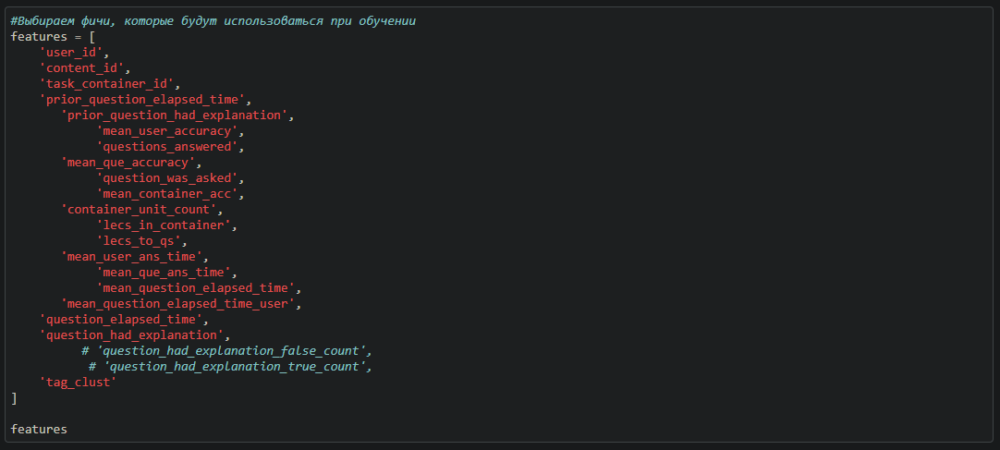 #Выбираем фичи, которые будут использоваться при обучении
features = [
    'user_id',
    'content_id',
    'task_container_id',
    'prior_question_elapsed_time',
       'prior_question_had_explanation',
            'mean_user_accuracy',
            'questions_answered',
       'mean_que_accuracy',
            'question_was_asked',
            'mean_container_acc',
       'container_unit_count',
            'lecs_in_container',
            'lecs_to_qs',
       'mean_user_ans_time',
            'mean_que_ans_time',
            'mean_question_elapsed_time',
       'mean_question_elapsed_time_user',
    'question_elapsed_time',
    'question_had_explanation',
          # 'question_had_explanation_false_count',
           # 'question_had_explanation_true_count',
    'tag_clust'
]
features